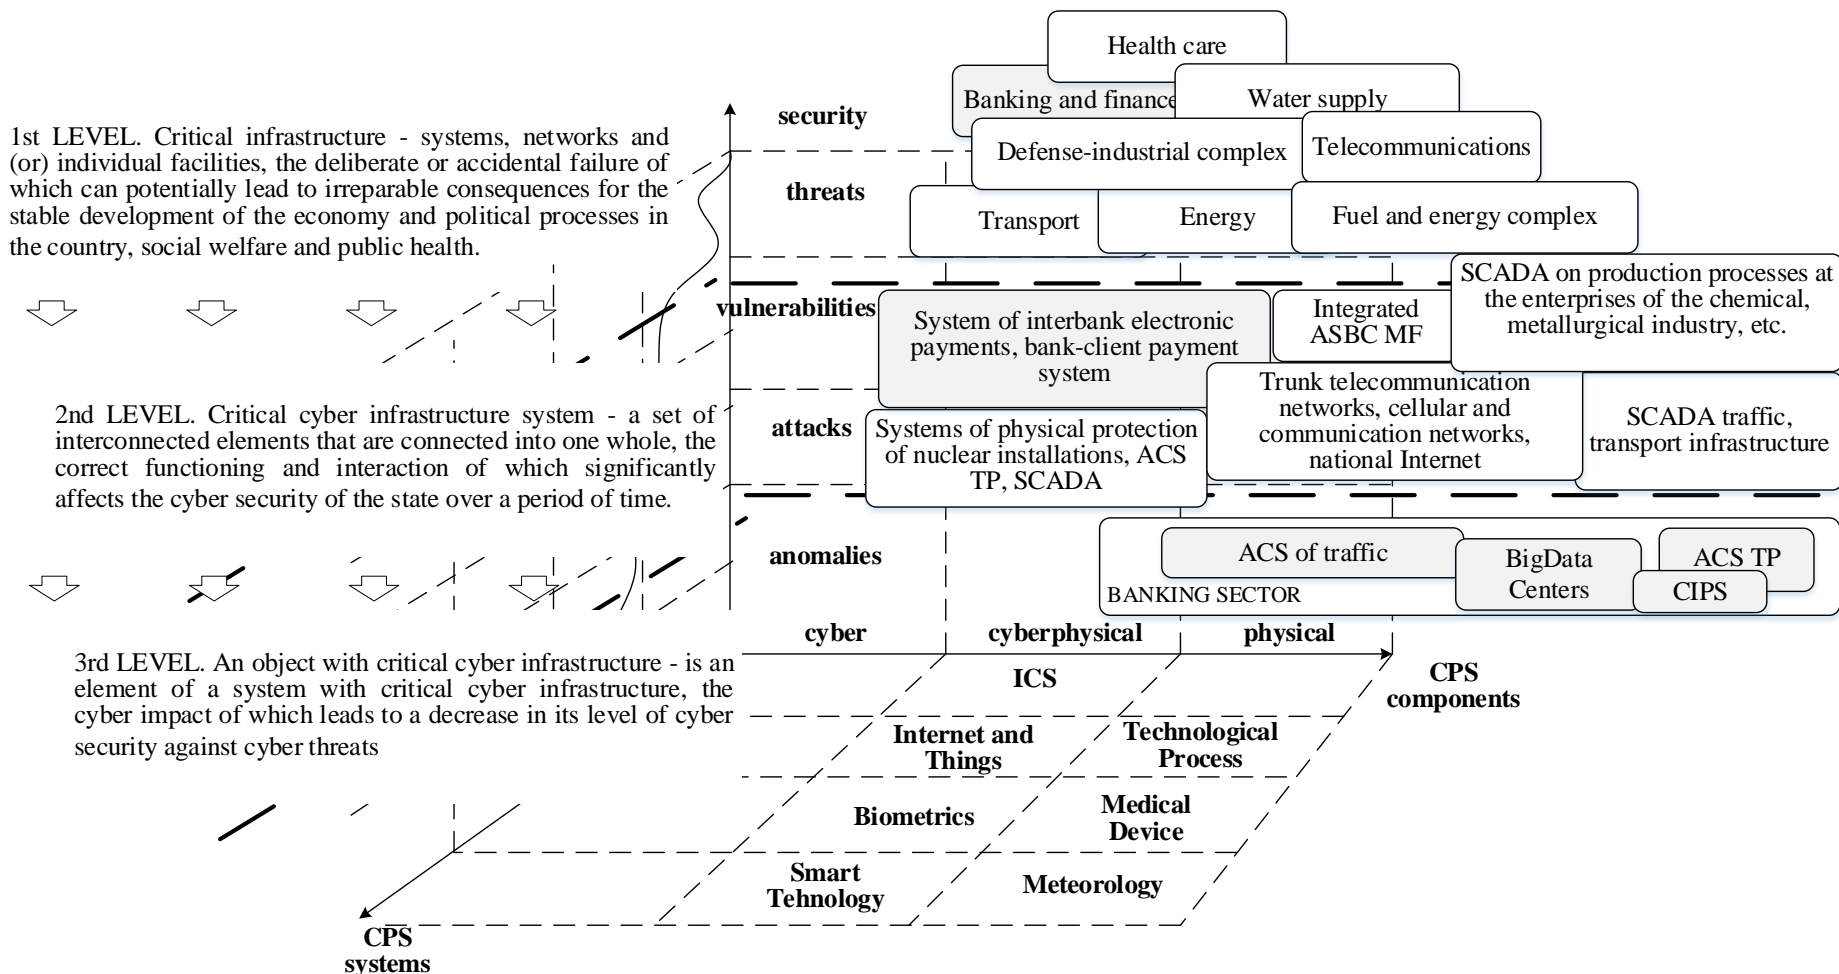 Health care
Banking and finance
Water supply
security
Defense-industrial complex
Telecommunications
threats
Transport
Energy
Fuel and energy complex
1st LEVEL. Critical infrastructure - systems, networks and
(or) individual facilities, the deliberate or accidental failure of
which can potentially lead to irreparable consequences for the
stable development of the economy and political processes in
the country, social welfare and public health.
vulnerabilities
System of interbank electronic
payments, bank-client payment
system
Integrated
ASBC MF
SCADA on production processes at
the enterprises of the chemical,
metallurgical industry, etc.
2nd LEVEL. Critical cyber infrastructure system - a set of
interconnected elements that are connected into one whole, the
correct functioning and interaction of which significantly
affects the cyber security of the state over a period of time.
attacks
Systems of physical protection
of nuclear installations, ACS
TP, SCADA
Trunk telecommunication
networks, cellular and
communication networks,
national Internet
SCADA traffic,
transport infrastructure
anomalies
ACS of traffic
BigData
Centers
ACS TP
CIPS
BANKING SECTOR
cyber
cyberphysical
physical
3rd LEVEL. An object with critical cyber infrastructure - is an
element of a system with critical cyber infrastructure, the
cyber impact of which leads to a decrease in its level of cyber
security against cyber threats
ICS
CPS
components
Internet and
Things
Technological
Process
Biometrics
Medical
Device
Smart
Tehnology
Meteorology
CPS
systems